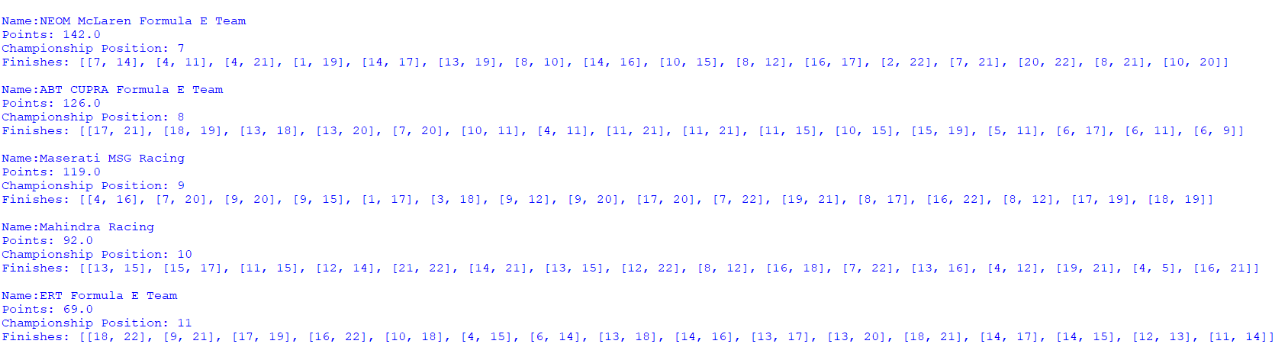 Name:NEOM McLaren Formula E Team
Points: 142.0
Championship Position: 7
Finishes: [[7, 14], [4, 11], [4, 21], [1, 19], [14, 17], [13, 19], [8, 10], [14, 16], [10, 15], [8, 12], [16, 17], [2, 22], [7, 21], [20, 22], [8, 21], [10, 20]]
Name:ABT CUPRA Formula E Team
Points: 126.0
Championship Position: 8
Finishes: [[17, 21], [18, 19], [13, 18], [13, 20], [7, 20], [10, 11], [4, 11], [11, 21], [11, 21], [11, 15], [10, 15], [15, 19], [5, 11], [6, 17], [6, 11], [6, 9]]
Name:Maserati MSG Racing
Points: 119.0
Championship Position: 9
Finishes: [[4, 16], [7, 20], [9, 20], [9, 15], [1, 17], [3, 18], [9, 12], [9, 20], [17, 20], [7, 22], [19, 21], [8, 17], [16, 22], [8, 12], [17, 19], [18, 19]]
Name:Mahindra Racing
Points: 92.0
Championship Position: 10
Finishes: [[13, 15], [15, 17], [11, 15], [12, 14], [21, 22], [14, 21], [13, 15], [12, 22], [8, 12], [16, 18], [7, 22], [13, 16], [4, 12], [19, 21], [4, 5], [16, 21]]
Name:ERT Formula E Team
Points: 69.0
Championship Position: 11
Finishes: [[18, 22], [9, 21], [17, 19], [16, 22], [10, 18], [4, 15], [6, 14], [13, 18], [14, 16], [13, 17], [13, 20], [18, 21], [14, 17], [14, 15], [12, 13], [11, 14]]